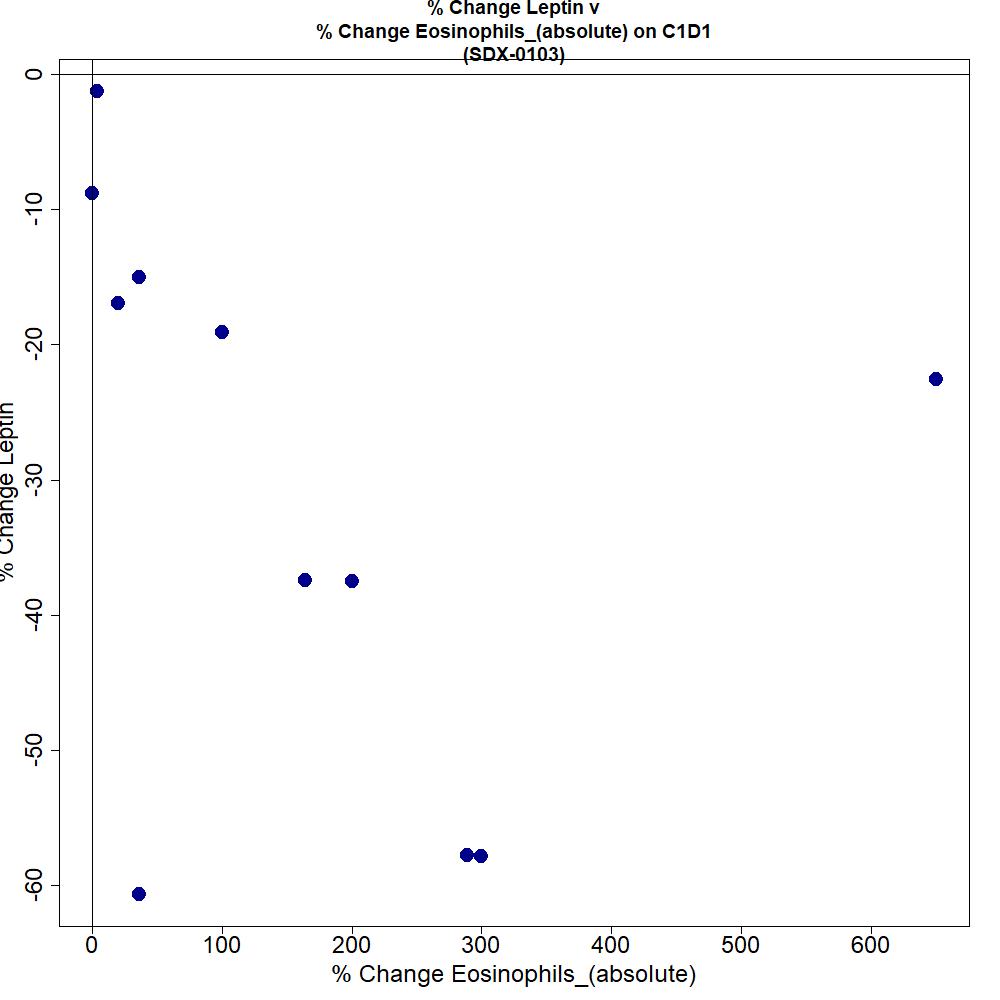 % Change Leptin v
% Change Eosinophils_(absolute) on C1D1
(SDX-0103)
% Change Leptin
0
-10
-20
-30
-40
-50
-60
0 100 200 300 400 500 600
% Change Eosinophils_(absolute)